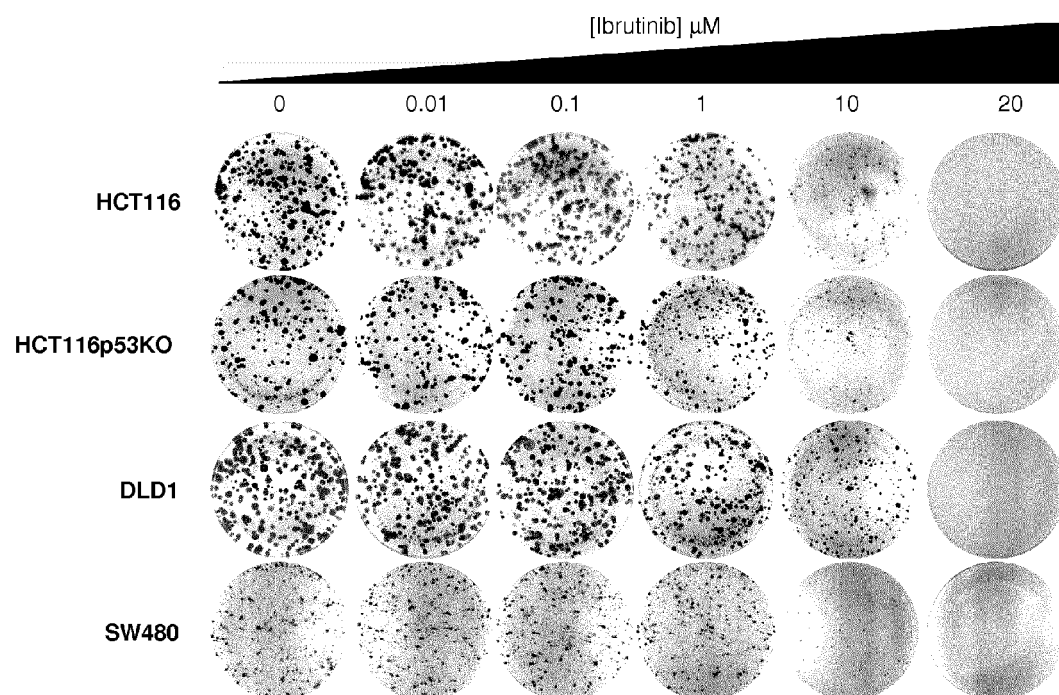 [Ibrutinib] μM
0 0.01 0.1 1 10 20
HCT116
HCT116p53KO
DLD1
SW480